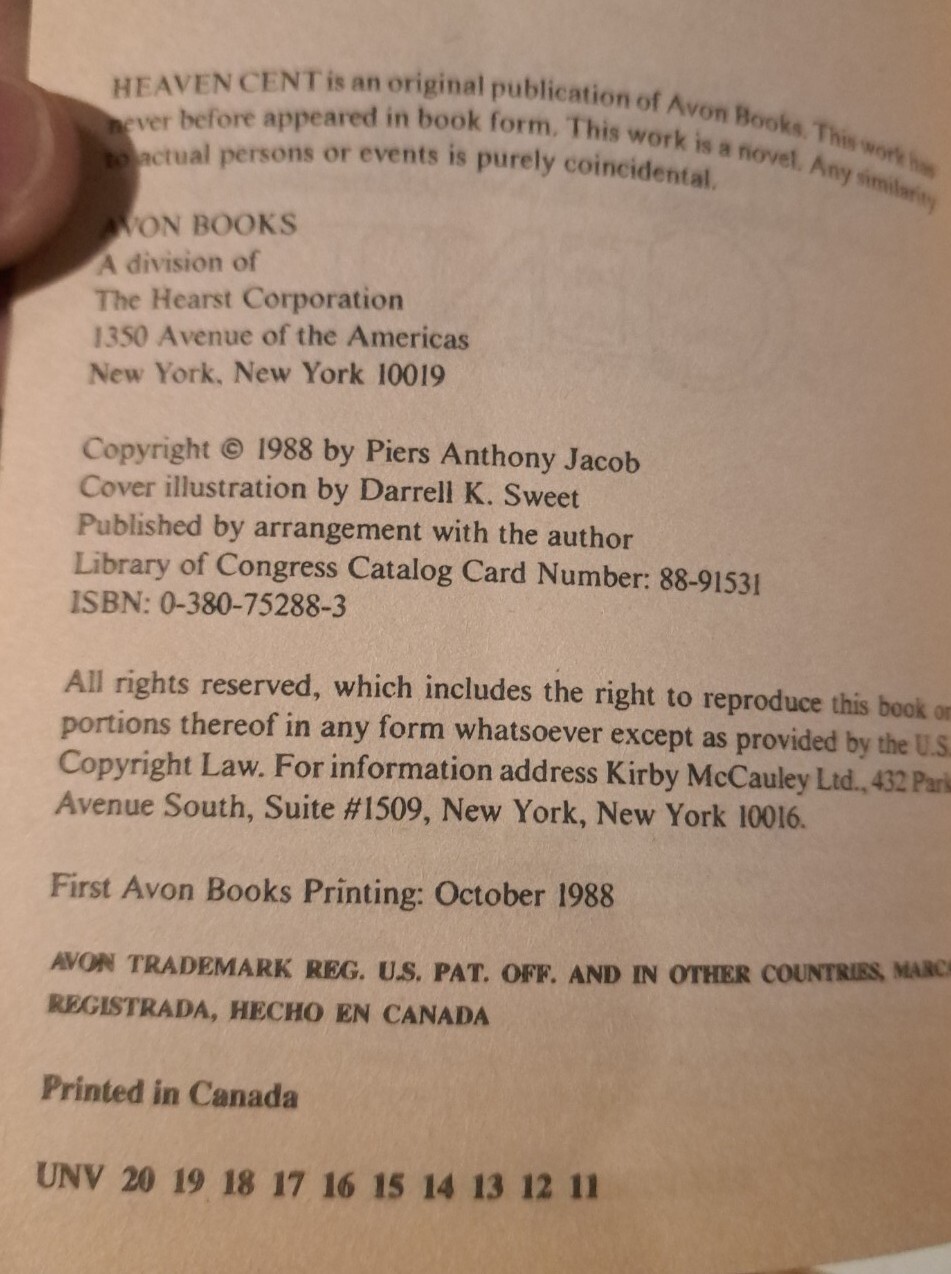 HEAVEN CENT is an original publication of Avon Books. This work has
never before appeared in book form. This work is a novel. Any similarity
to actual persons or events is purely coincidental.
AVON BOOKS
A division of
The Hearst Corporation
1350 Avenue of the Americas
New York, New York 10019
Copyright © 1988 by Piers Anthony Jacob
Cover illustration by Darrell K. Sweet
Published by arrangement with the author
Library of Congress Catalog Card Number: 88-91531
ISBN: 0-380-75288-3
All rights reserved, which includes the right to reproduce this book or
portions thereof in any form whatsoever except as provided by the U.S.
Copyright Law. For information address Kirby McCauley Ltd., 432 Park
Avenue South, Suite #1509, New York, New York 10016.
First Avon Books Printing: October 1988
AVON TRADEMARK REG. U.S. PAT. OFF. AND IN OTHER COUNTRIES, MARC
REGISTRADA, HECHO EN CANADA
Printed in Canada
UNV 20 19 18 17 16 15 14 13 12 11